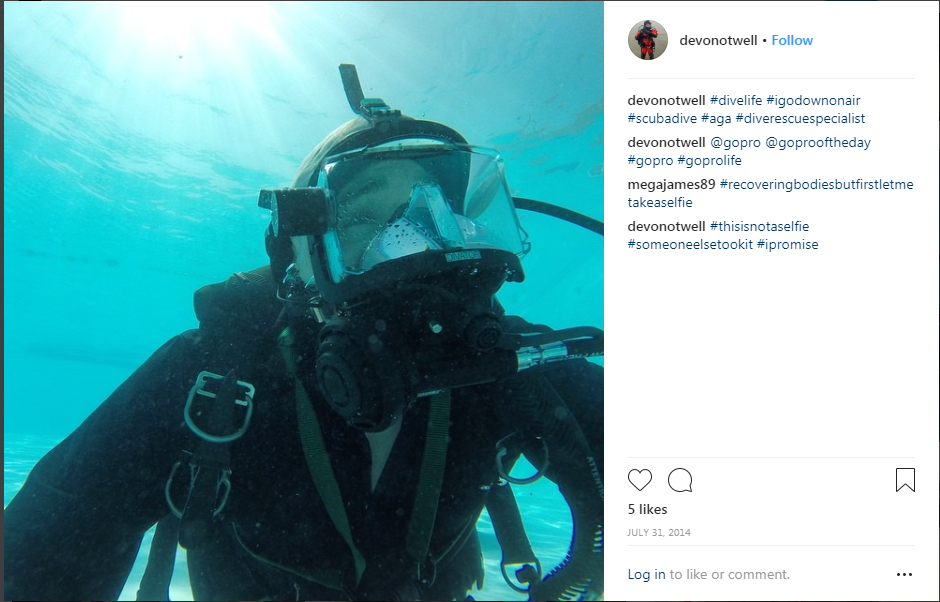 devonotwell • Follow
devonotwell #divelife #igodownonair
#scubadive #aga #diverescuespecialist
devonotwell @gopro @goprooftheday
#gopro #goprolife
megajames89 #recoveringbodiesbutfirstletme
takeaselfie
devonotwell #thisisnotaselfie
#someoneelsetookit #ipromise
DIVATOR
5 likes
JULY 31, 2014
Log in to like or comment.